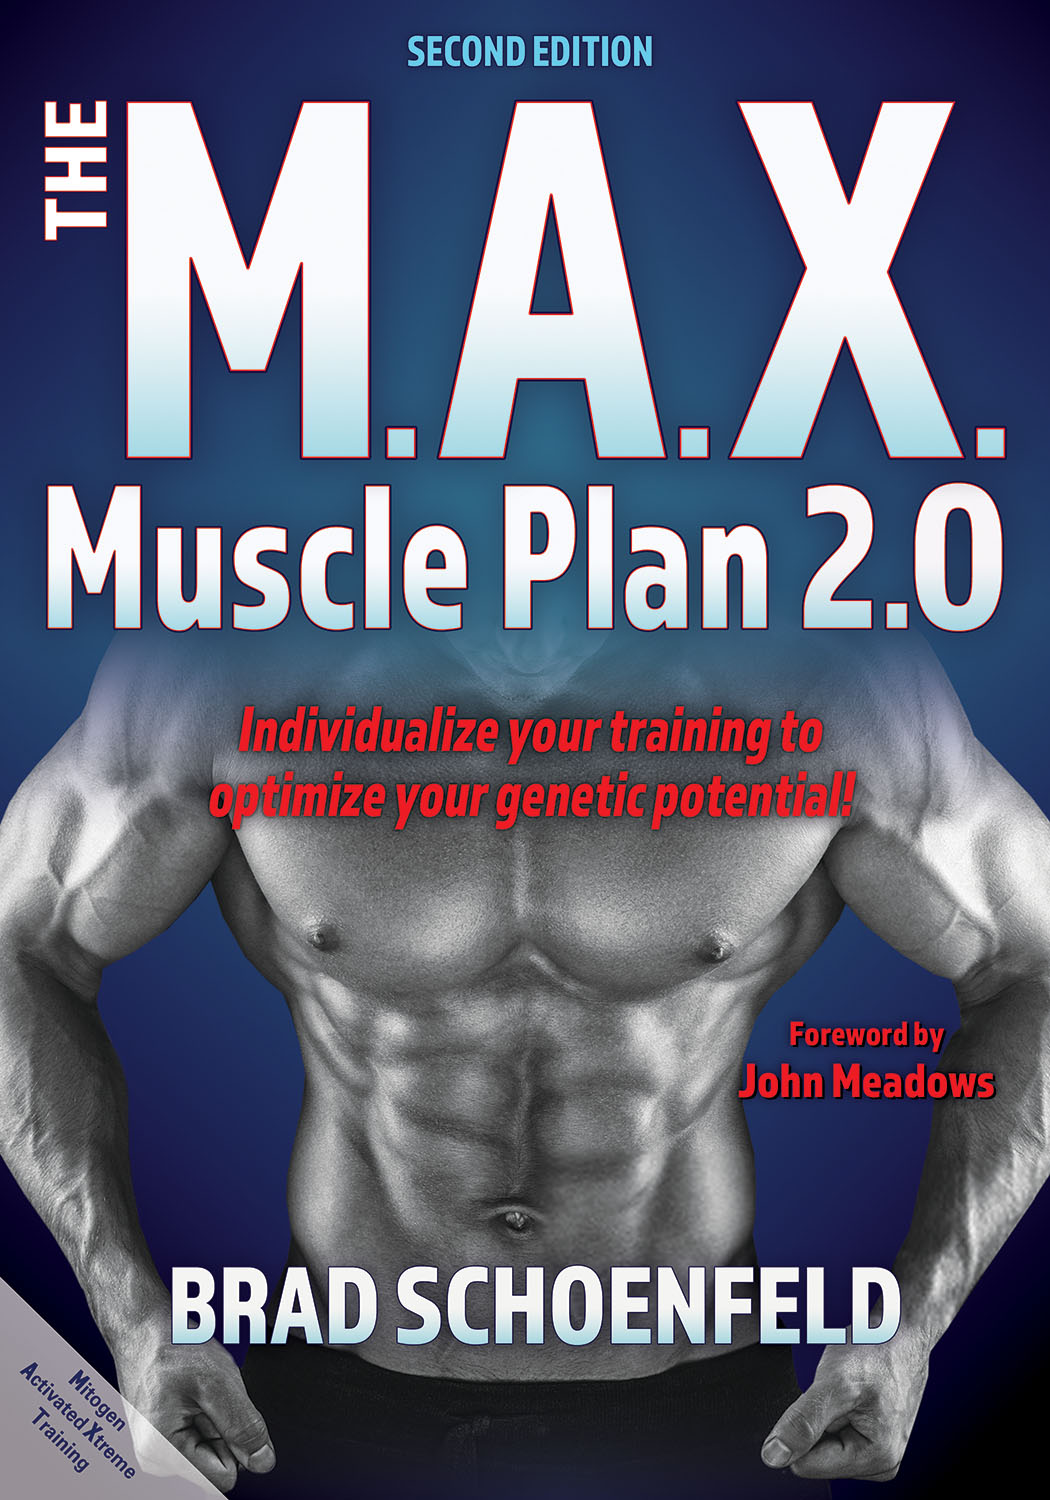 SECOND EDITION
THE
M.A.X.
Muscle Plan 2.0
Individualize your training to
optimize your genetic potential!
Foreword by
John Meadows
BRAD SCHOENFELD
Mitogen
Activated Xtreme
Training